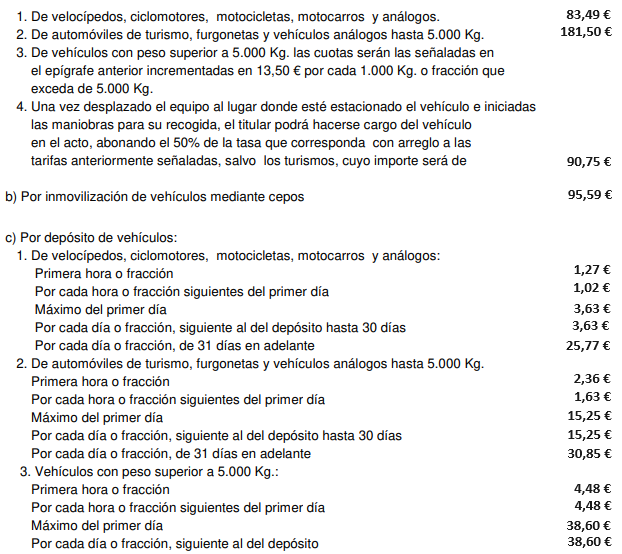 1. De velocípedos, ciclomotores, motocicletas, motocarros y análogos. 83,49 €
2. De automóviles de turismo, furgonetas y vehículos análogos hasta 5.000 Kg. 181,50 €
3. De vehículos con peso superior a 5.000 Kg. las cuotas serán las señaladas en
el epígrafe anterior incrementadas en 13,50 € por cada 1.000 Kg. o fracción que
exceda de 5.000 Kg.
4. Una vez desplazado el equipo al lugar donde esté estacionado el vehículo e iniciadas
las maniobras para su recogida, el titular podrá hacerse cargo del vehículo
en el acto, abonando el 50% de la tasa que corresponda con arreglo a las
tarifas anteriormente señaladas, salvo los turismos, cuyo importe será de 90,75 €
b) Por inmovilización de vehículos mediante cepos 95,59 €
c) Por depósito de vehículos:
1. De velocípedos, ciclomotores, motocicletas, motocarros y análogos:
Primera hora o fracción 1,27 €
Por cada hora o fracción siguientes del primer día 1,02 €
Máximo del primer día 3,63 €
Por cada día o fracción, siguiente al del depósito hasta 30 días 3,63 €
Por cada día o fracción, de 31 días en adelante 25,77 €
2. De automóviles de turismo, furgonetas y vehículos análogos hasta 5.000 Kg.
Primera hora o fracción 2,36 €
Por cada hora o fracción siguientes del primer día 1,63 €
Máximo del primer día 15,25 €
Por cada día o fracción, siguiente al del depósito hasta 30 días 15,25 €
Por cada día o fracción, de 31 días en adelante 30,85 €
3. Vehículos con peso superior a 5.000 Kg.:
Primera hora o fracción 4,48 €
Por cada hora o fracción siguientes del primer día 4,48 €
Máximo del primer día 38,60 €
Por cada día o fracción, siguiente al del depósito 38,60 €